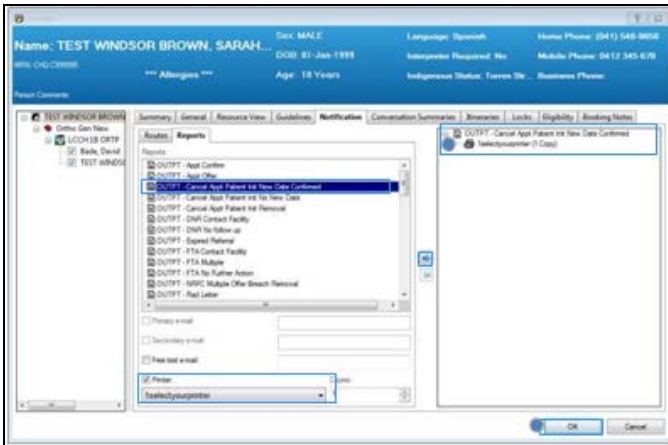 Name: TEST WINDSOR BROWN, SARAH...
Sex: MALE
Language: Spanish
Home Phone: (041) 548-9658
DOB: 01-Jan-1999
Interpreter Required: No
Mobile Phone: 0412 345 678
*** Allergies ***
Age: 18 Years
Indigenous Status: Torres Str...
Business Phone:
Person Comments:
TEST WINDSOR BROWN
Ortho Gen New
LCCH LB ORTP
Bade, David
TEST WINDS
Summary
General
Resource View
Guidelines
Notification
Conversation Summaries
Itineraries
Locks
Eligibility
Booking Notes
Routes
Reports
Reports:
OUTPT - Appt Confirm
OUTPT - Appt Offer
OUTPT - Cancel Appt Patient Init New Date Confirmed
OUTPT - Cancel Appt Patient Init No New Date
OUTPT - Cancel Appt Patient Init Removal
OUTPT - DNR Contact Facility
OUTPT - DNR No follow up
OUTPT - Expired Referral
OUTPT - FTA Contact Facility
OUTPT - FTA Multiple
OUTPT - FTA No Further Action
OUTPT - NRFC Multiple Offer Breach Removal
OUTPT - Rad Letter
Primary e-mail
Secondary e-mail
Free text e-mail
Printer:
Copies:
1selectyourprinter
OUTPT - Cancel Appt Patient Init New Date Confirmed
1selectyourprinter (1 Copy)
OK
Cancel